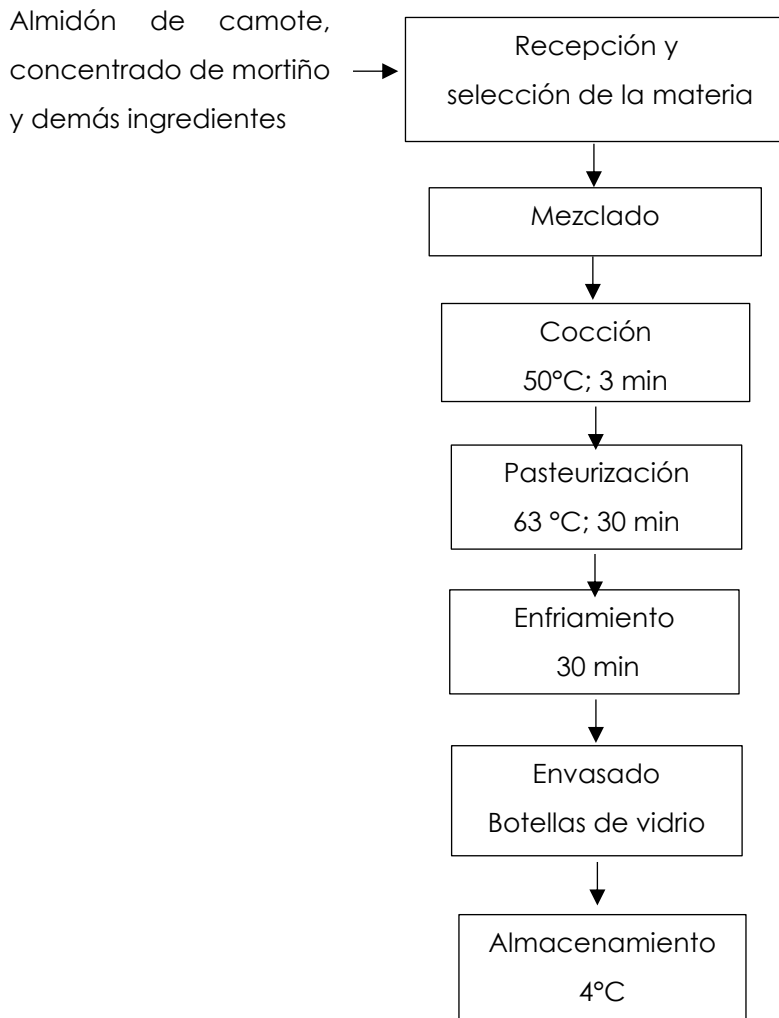 Almidón de camote,
concentrado de mortiño
y demás ingredientes
Recepción y
selección de la materia
Mezclado
Cocción
50°C; 3 min
Pasteurización
63 °C; 30 min
Enfriamiento
30 min
Envasado
Botellas de vidrio
Almacenamiento
4°C